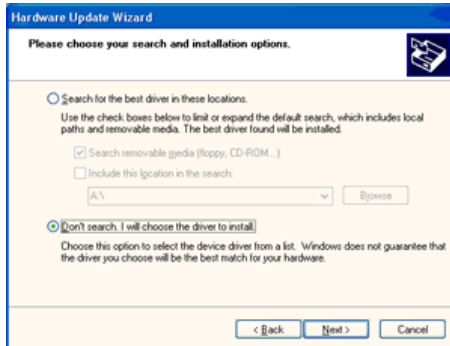 Hardware Update Wizard
Please choose your search and installation options.
Search for the best driver in these locations.
Use the check boxes below to limit or expand the default search, which includes local
paths and removable media. The best driver found will be installed.
Search removable media (floppy, CD-ROM...)
Include this location in the search:
A:\
Browse
Don't search. I will choose the driver to install.
Choose this option to select the device driver from a list. Windows does not guarantee that
the driver you choose will be the best match for your hardware.
< Back Next > Cancel